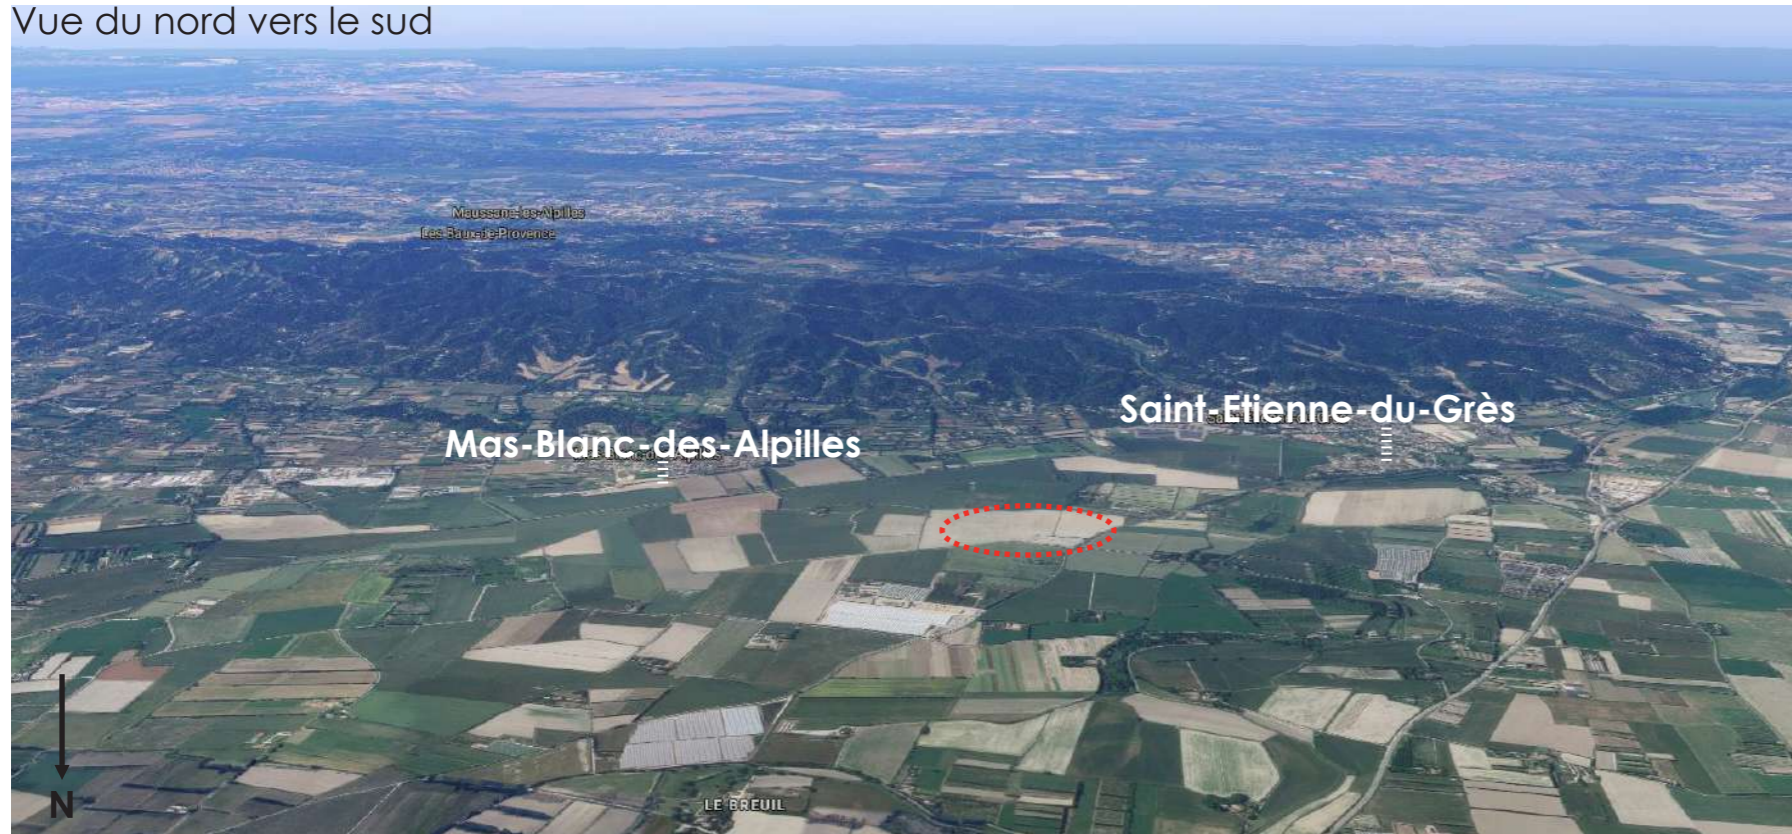 Vue du nord vers le sud
Maussane-les-Alpilles
Les Baux-de-Provence
Saint-Etienne-du-Grès
Mas-Blanc-des-Alpilles
N
LE BREUIL